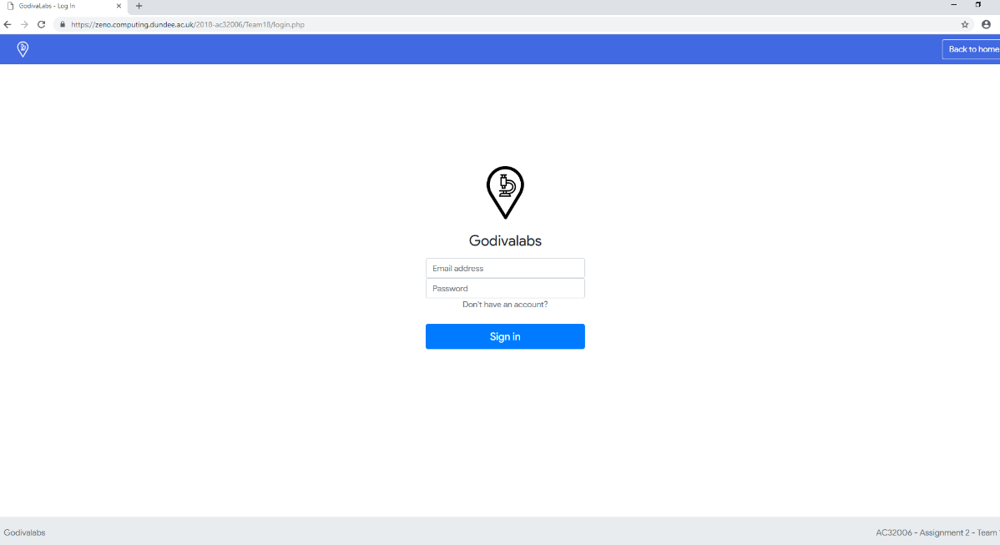 GodivaLabs - Log In
https://zeno.computing.dundee.ac.uk/2018-ac32006/Team18/login.php
Back to home
Godivalabs
Email address
Password
Don't have an account?
Sign in
Godivalabs
AC32006 - Assignment 2 - Team